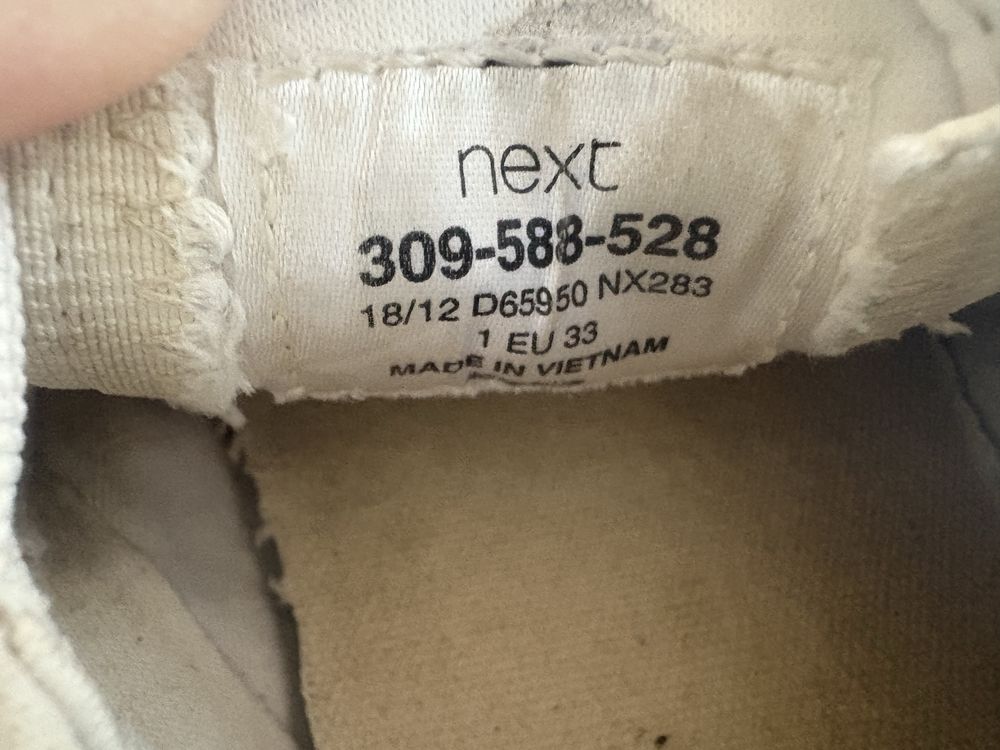 next
309-588-528
18/12 D65950 NX283
1 EU 33
MADE IN VIETNAM